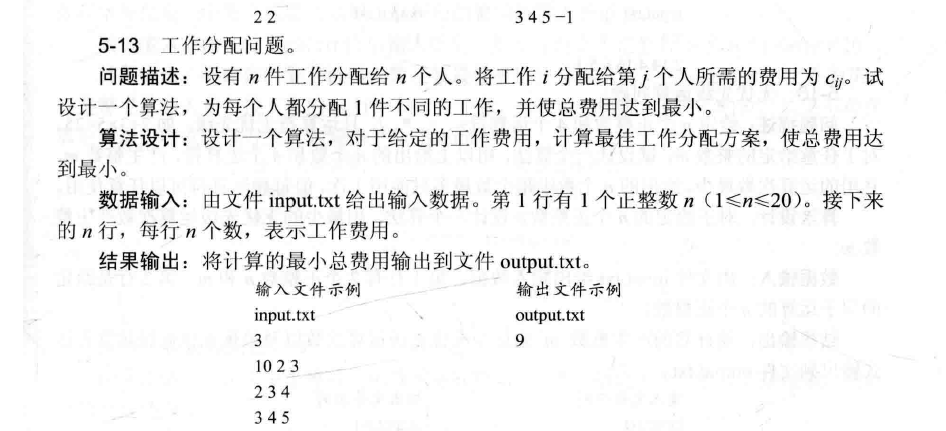 2 2 3 4 5 −1
5-13 工作分配问题。
问题描述：设有 n 件工作分配给 n 个人。将工作 i 分配给第 j 个人所需的费用为 cij。试
设计一个算法，为每个人都分配 1 件不同的工作，并使总费用达到最小。
算法设计：设计一个算法，对于给定的工作费用，计算最佳工作分配方案，使总费用达
到最小。
数据输入：由文件 input.txt 给出输入数据。第 1 行有 1 个正整数 n（1≤n≤20）。接下来
的 n 行，每行 n 个数，表示工作费用。
结果输出：将计算的最小总费用输出到文件 output.txt。
输入文件示例 输出文件示例
input.txt output.txt
3 9
10 2 3
2 3 4
3 4 5